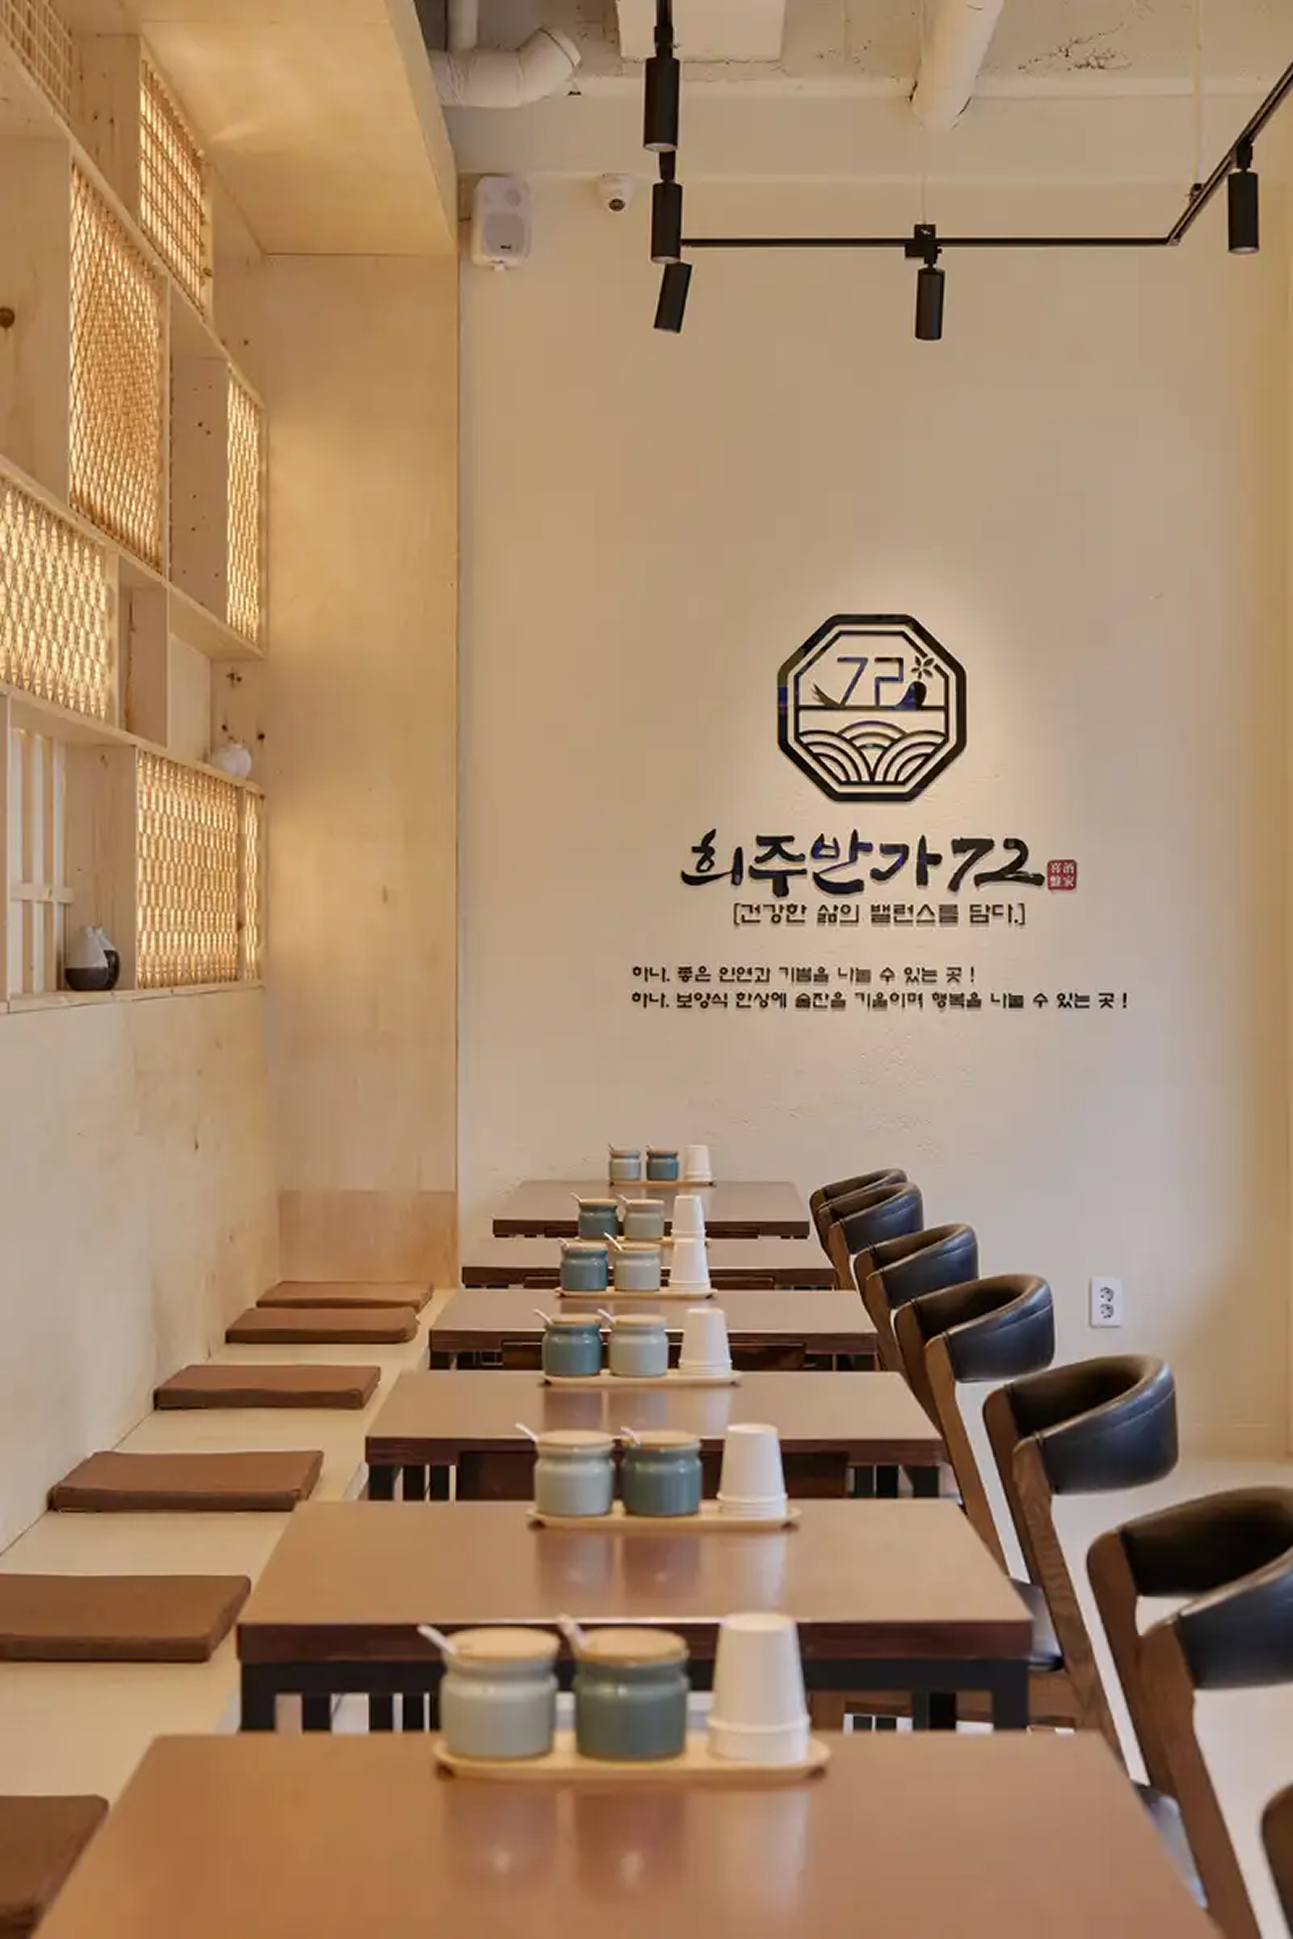 72
희주반가72 喜酒盤家
[건강한 삶의 밸런스를 담다.]
하나. 좋은 인연과 기쁨을 나눌 수 있는 곳!
하나. 보양식 한상에 술잔을 기울이며 행복을 나눌 수 있는 곳!